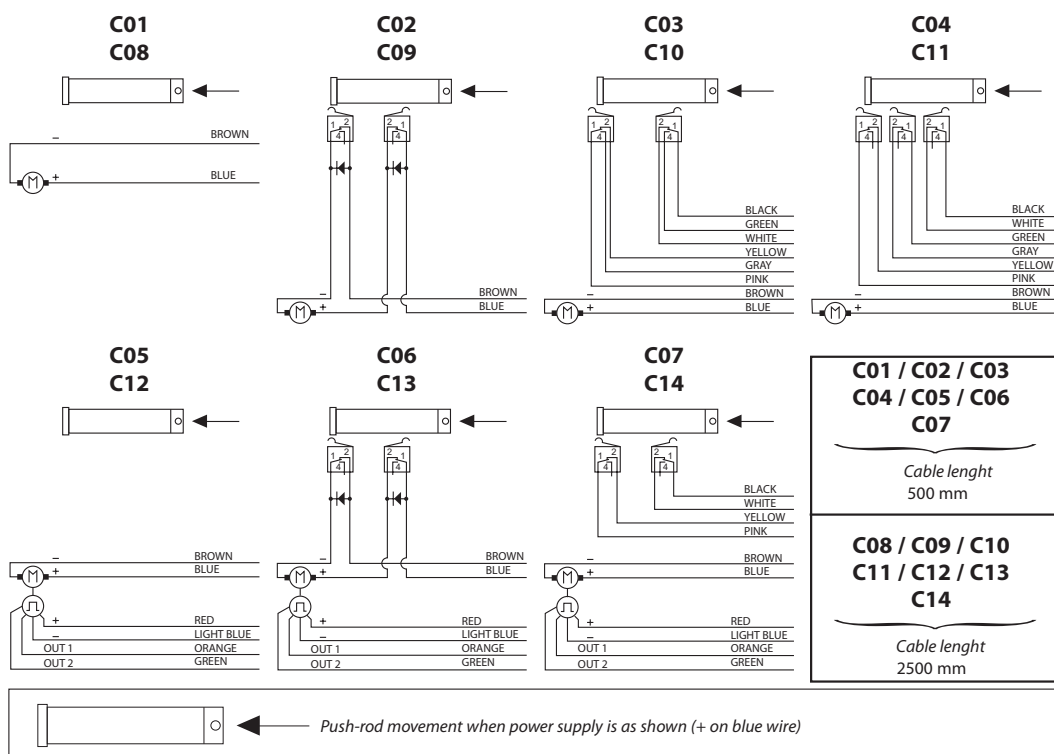 C01
C08
−
BROWN
+
BLUE
M
C02
C09
1 2
4
2 1
4
−
BROWN
+
BLUE
M
C03
C10
1 2
4
2 1
4
BLACK
GREEN
WHITE
YELLOW
GRAY
PINK
−
BROWN
+
BLUE
M
C04
C11
1 2
4
2 1
4
2 1
4
BLACK
WHITE
GREEN
GRAY
YELLOW
PINK
−
BROWN
+
BLUE
M
C05
C12
−
BROWN
+
BLUE
M
+
RED
−
LIGHT BLUE
OUT 1
ORANGE
OUT 2
GREEN
C06
C13
1 2
4
2 1
4
−
BROWN
+
BLUE
M
+
RED
−
LIGHT BLUE
OUT 1
ORANGE
OUT 2
GREEN
C07
C14
1 2
4
2 1
4
BLACK
WHITE
YELLOW
PINK
−
BROWN
+
BLUE
M
+
RED
−
LIGHT BLUE
OUT 1
ORANGE
OUT 2
GREEN
C01 / C02 / C03
C04 / C05 / C06
C07
Cable lenght
500 mm
C08 / C09 / C10
C11 / C12 / C13
C14
Cable lenght
2500 mm
Push-rod movement when power supply is as shown (+ on blue wire)